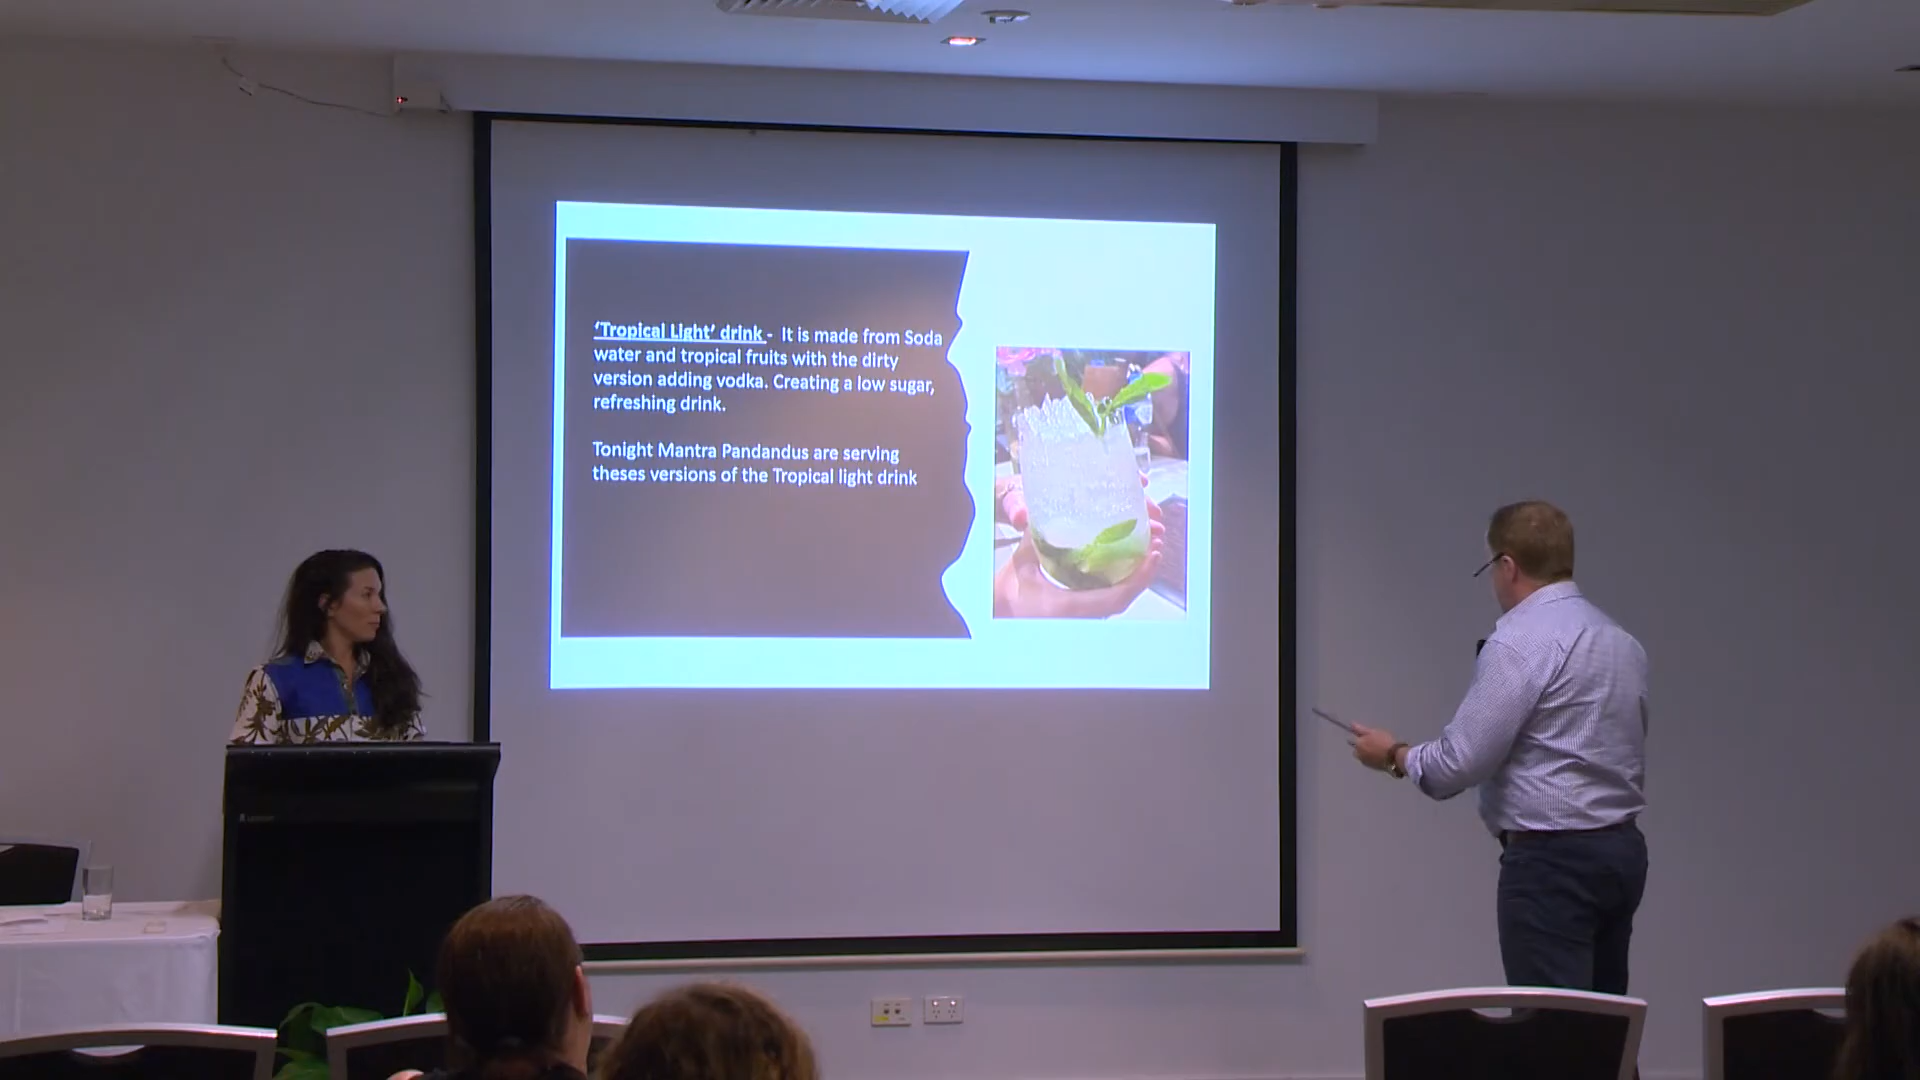 ‘Tropical Light’ drink - It is made from Soda
water and tropical fruits with the dirty
version adding vodka. Creating a low sugar,
refreshing drink.
Tonight Mantra Pandandus are serving
theses versions of the Tropical light drink